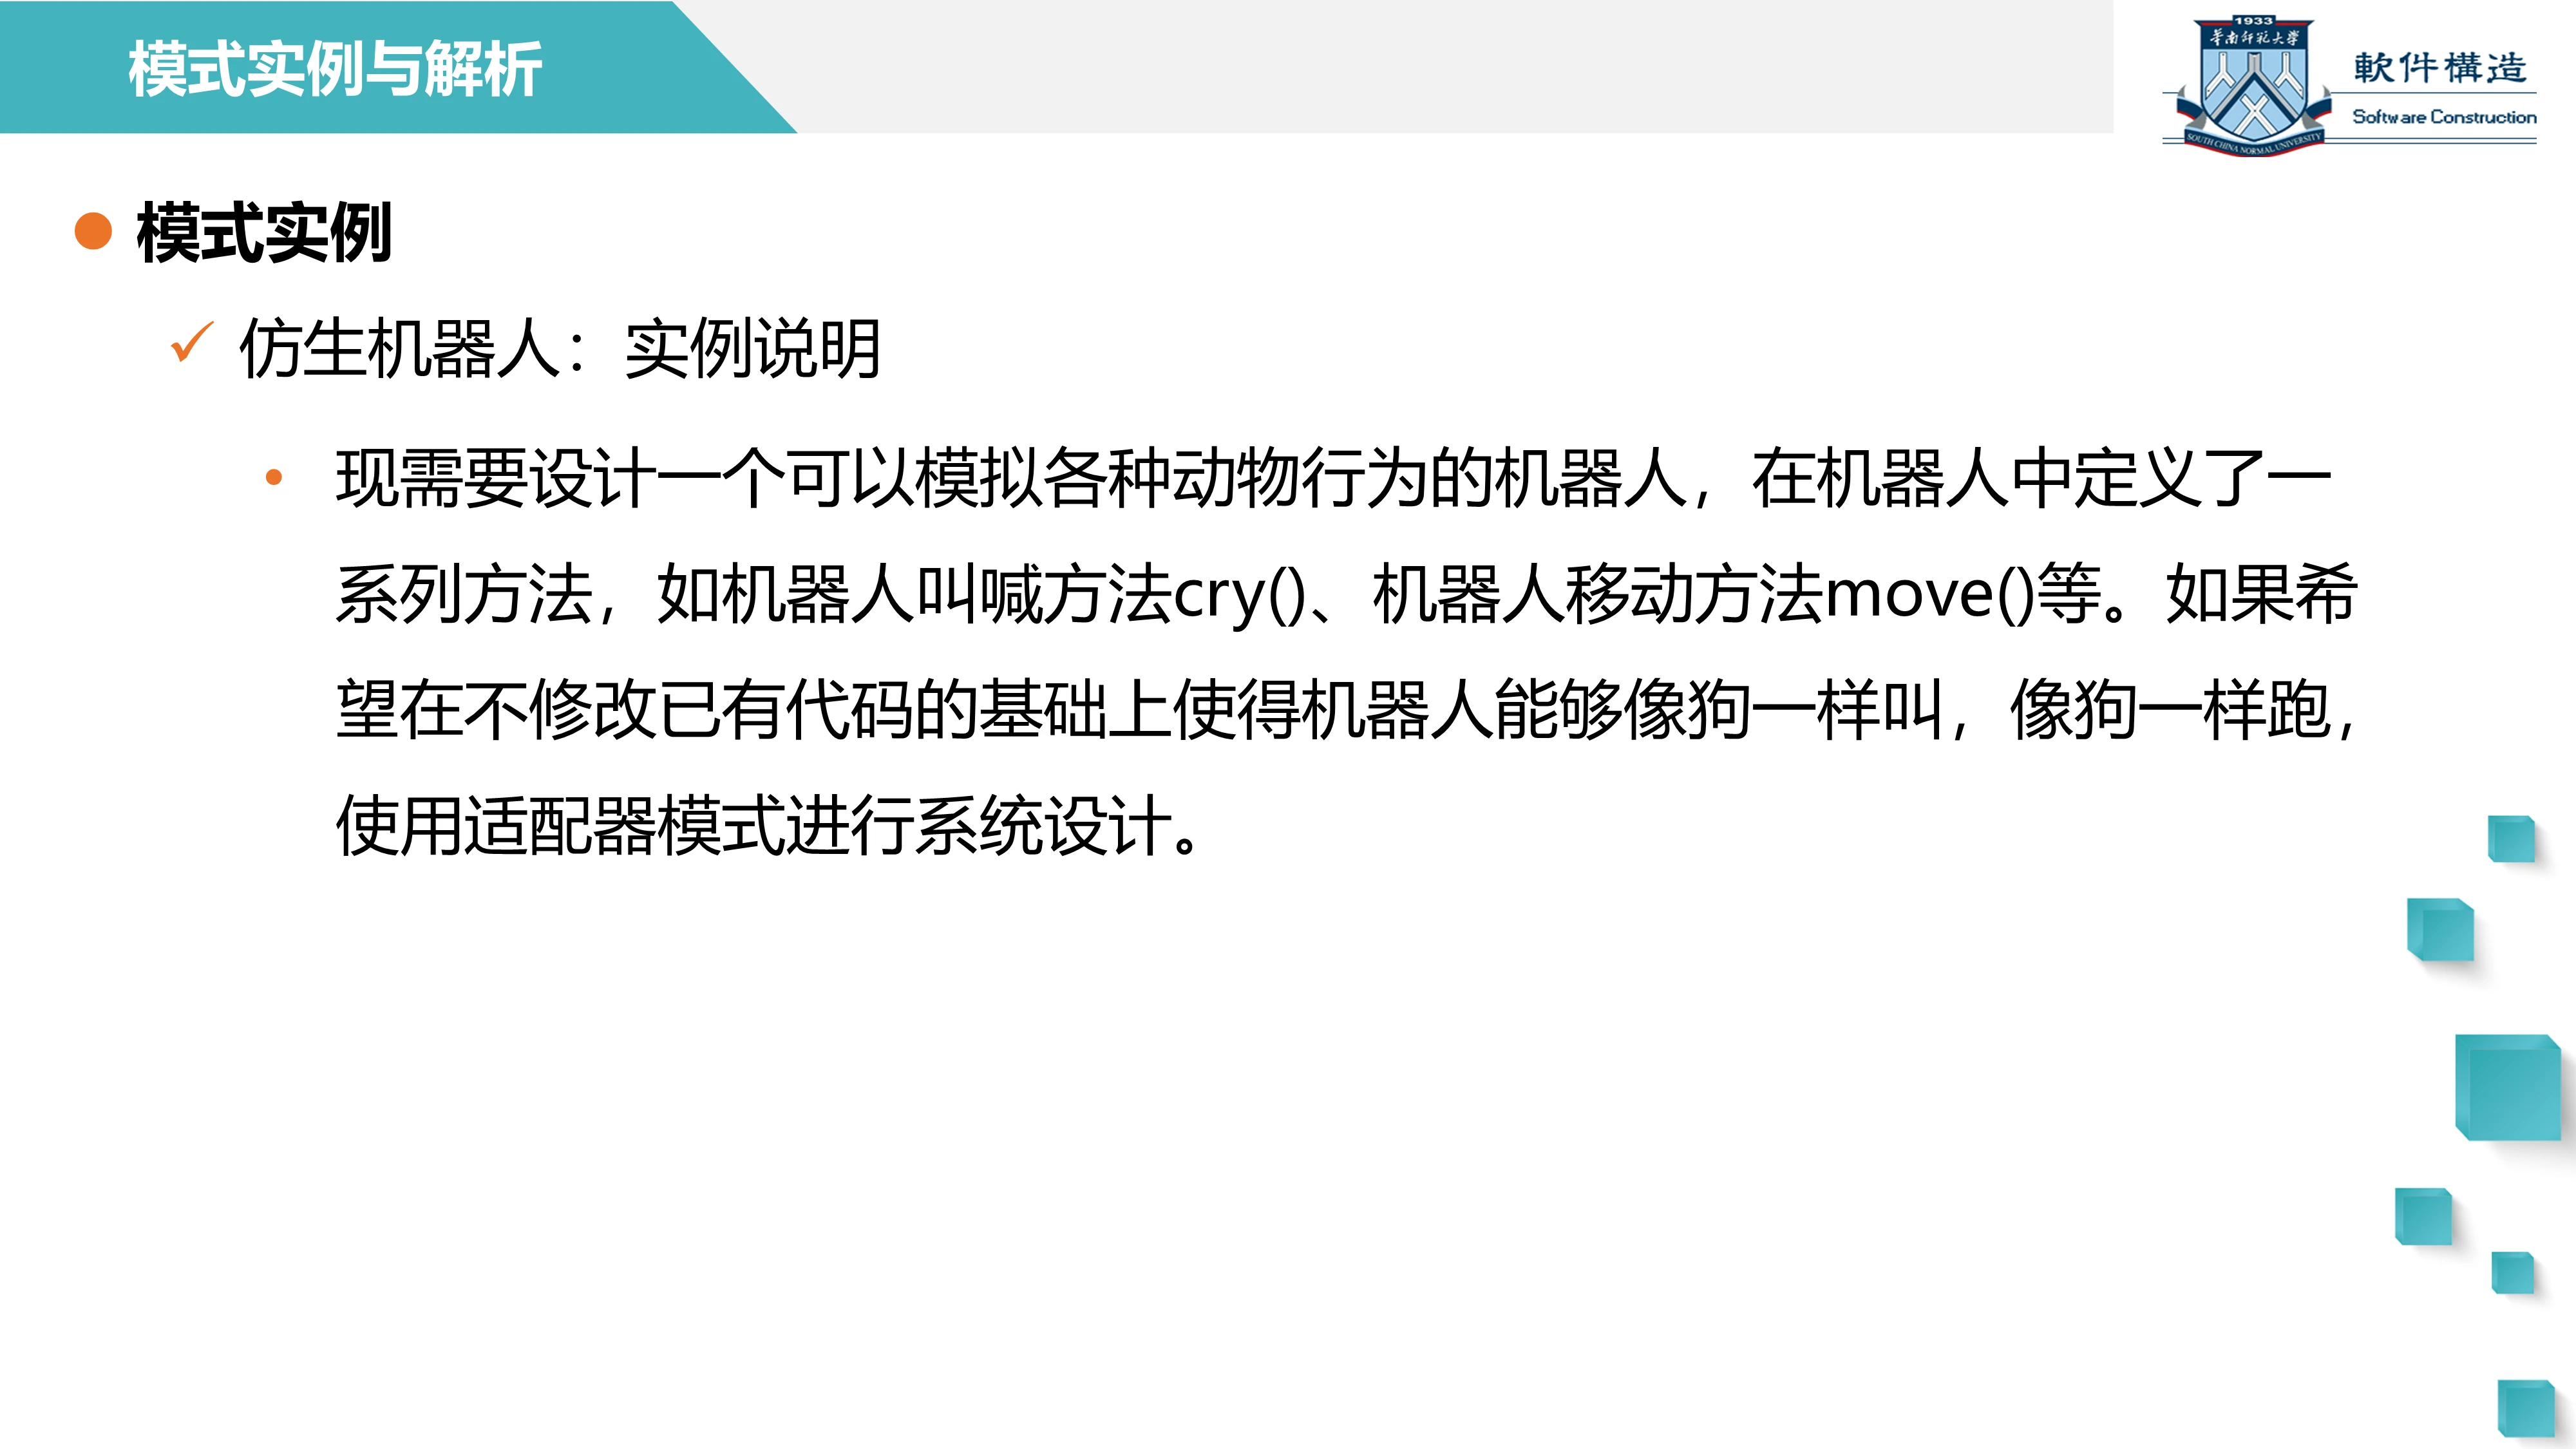 模式实例与解析
1933
华南师范大学
SOUTH CHINA NORMAL UNIVERSITY
軟件構造
Software Construction
模式实例
仿生机器人：实例说明
现需要设计一个可以模拟各种动物行为的机器人，在机器人中定义了一
系列方法，如机器人叫喊方法cry()、机器人移动方法move()等。如果希
望在不修改已有代码的基础上使得机器人能够像狗一样叫，像狗一样跑，
使用适配器模式进行系统设计。